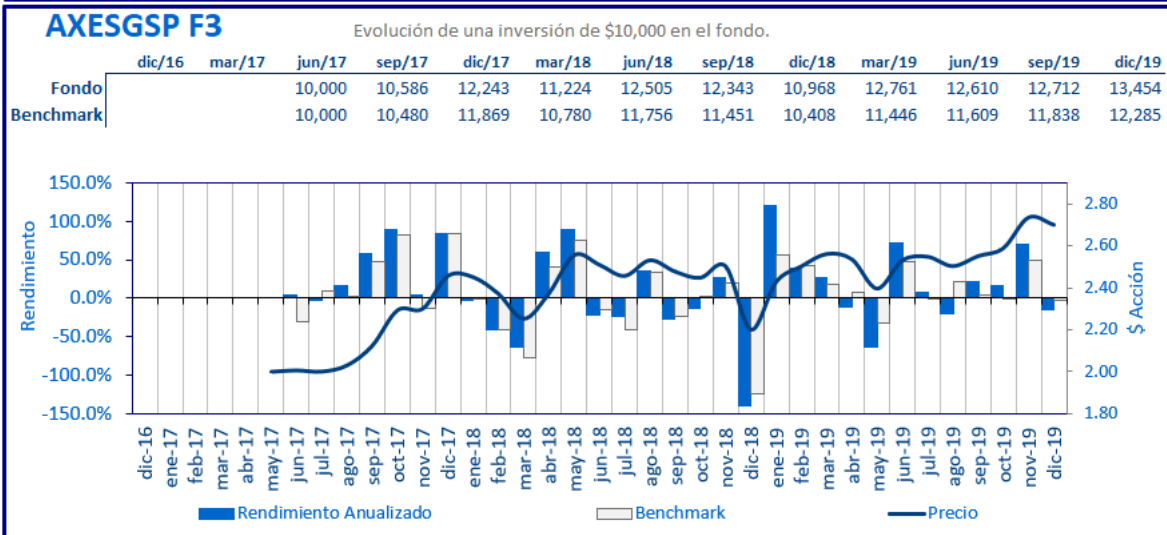 AXESGSP F3
Evolución de una inversión de $10,000 en el fondo.
dic/16 mar/17 jun/17 sep/17 dic/17 mar/18 jun/18 sep/18 dic/18 mar/19 jun/19 sep/19 dic/19
Fondo 10,000 10,586 12,243 11,224 12,505 12,343 10,968 12,761 12,610 12,712 13,454
Benchmark 10,000 10,480 11,869 10,780 11,756 11,451 10,408 11,446 11,609 11,838 12,285
Rendimiento
150.0%
100.0%
50.0%
0.0%
-50.0%
-100.0%
-150.0%
2.80
2.60
2.40
2.20
2.00
1.80
$ Acción
dic-16
ene-17
feb-17
mar-17
abr-17
may-17
jun-17
jul-17
ago-17
sep-17
oct-17
nov-17
dic-17
ene-18
feb-18
mar-18
abr-18
may-18
jun-18
jul-18
ago-18
sep-18
oct-18
nov-18
dic-18
ene-19
feb-19
mar-19
abr-19
may-19
jun-19
jul-19
ago-19
sep-19
oct-19
nov-19
dic-19
Rendimiento Anualizado
Benchmark
Precio